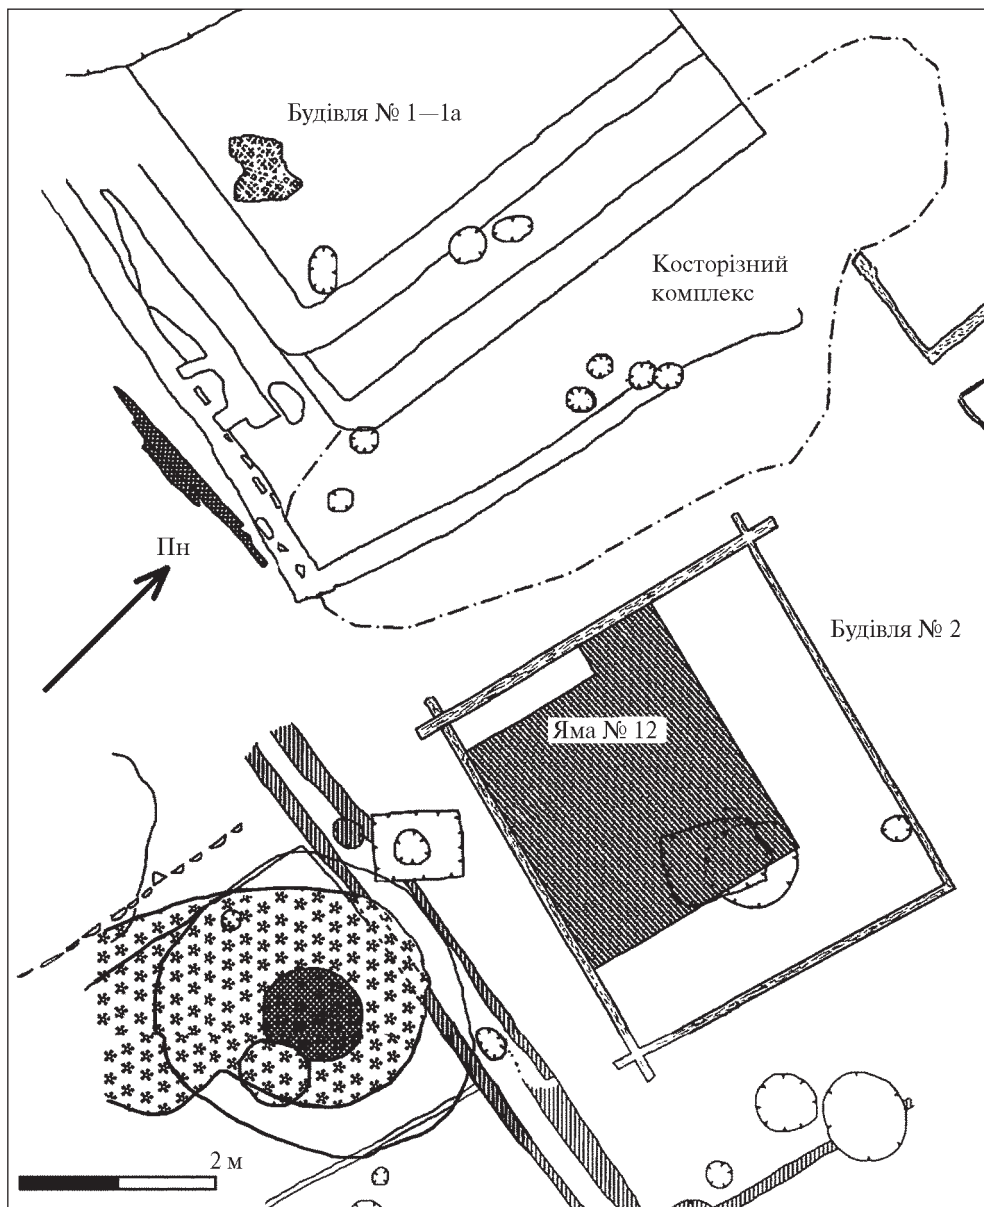 Будівля № 1—1а
Косторізний
комплекс
Пн
Будівля № 2
Яма № 12
2 м